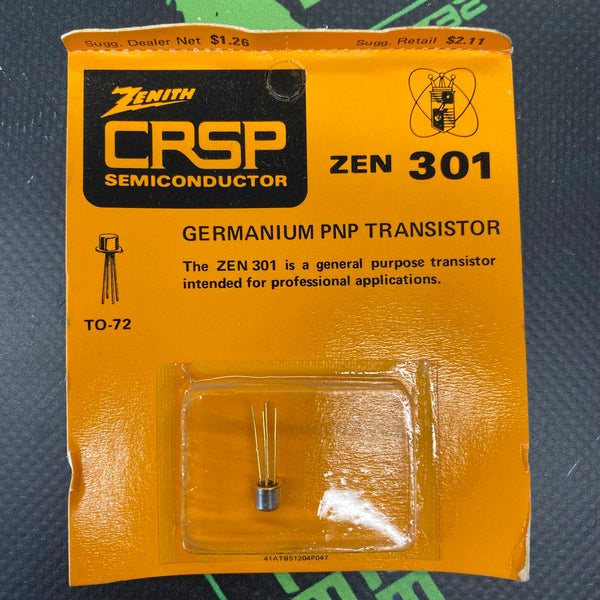 Sugg. Dealer Net $1.26 Sugg. Retail $2.11
ZENITH
CRSP
SEMICONDUCTOR
ZEN 301
GERMANIUM PNP TRANSISTOR
The ZEN 301 is a general purpose transistor
intended for professional applications.
TO-72